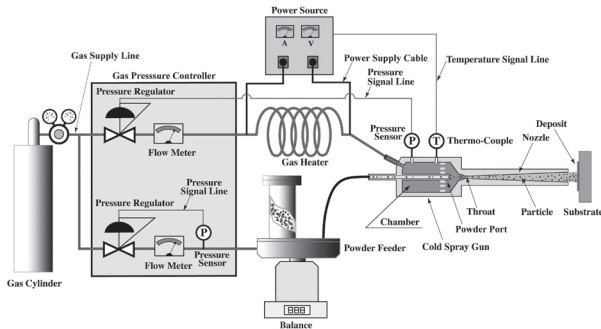 Power Source
A V
Gas Supply Line
Power Supply Cable
Temperature Signal Line
Gas Presssure Controller
Pressure
Signal Line
Pressure Regulator
Deposit
Pressure
Sensor
P
T
Thermo-Couple
Nozzle
Flow Meter
Gas Heater
Pressure
Signal Line
Pressure Regulator
Throat
Particle
Substrate
P
Chamber
Powder Port
Pressure
Sensor
Flow Meter
Powder Feeder
Cold Spray Gun
Gas Cylinder
888
Balance